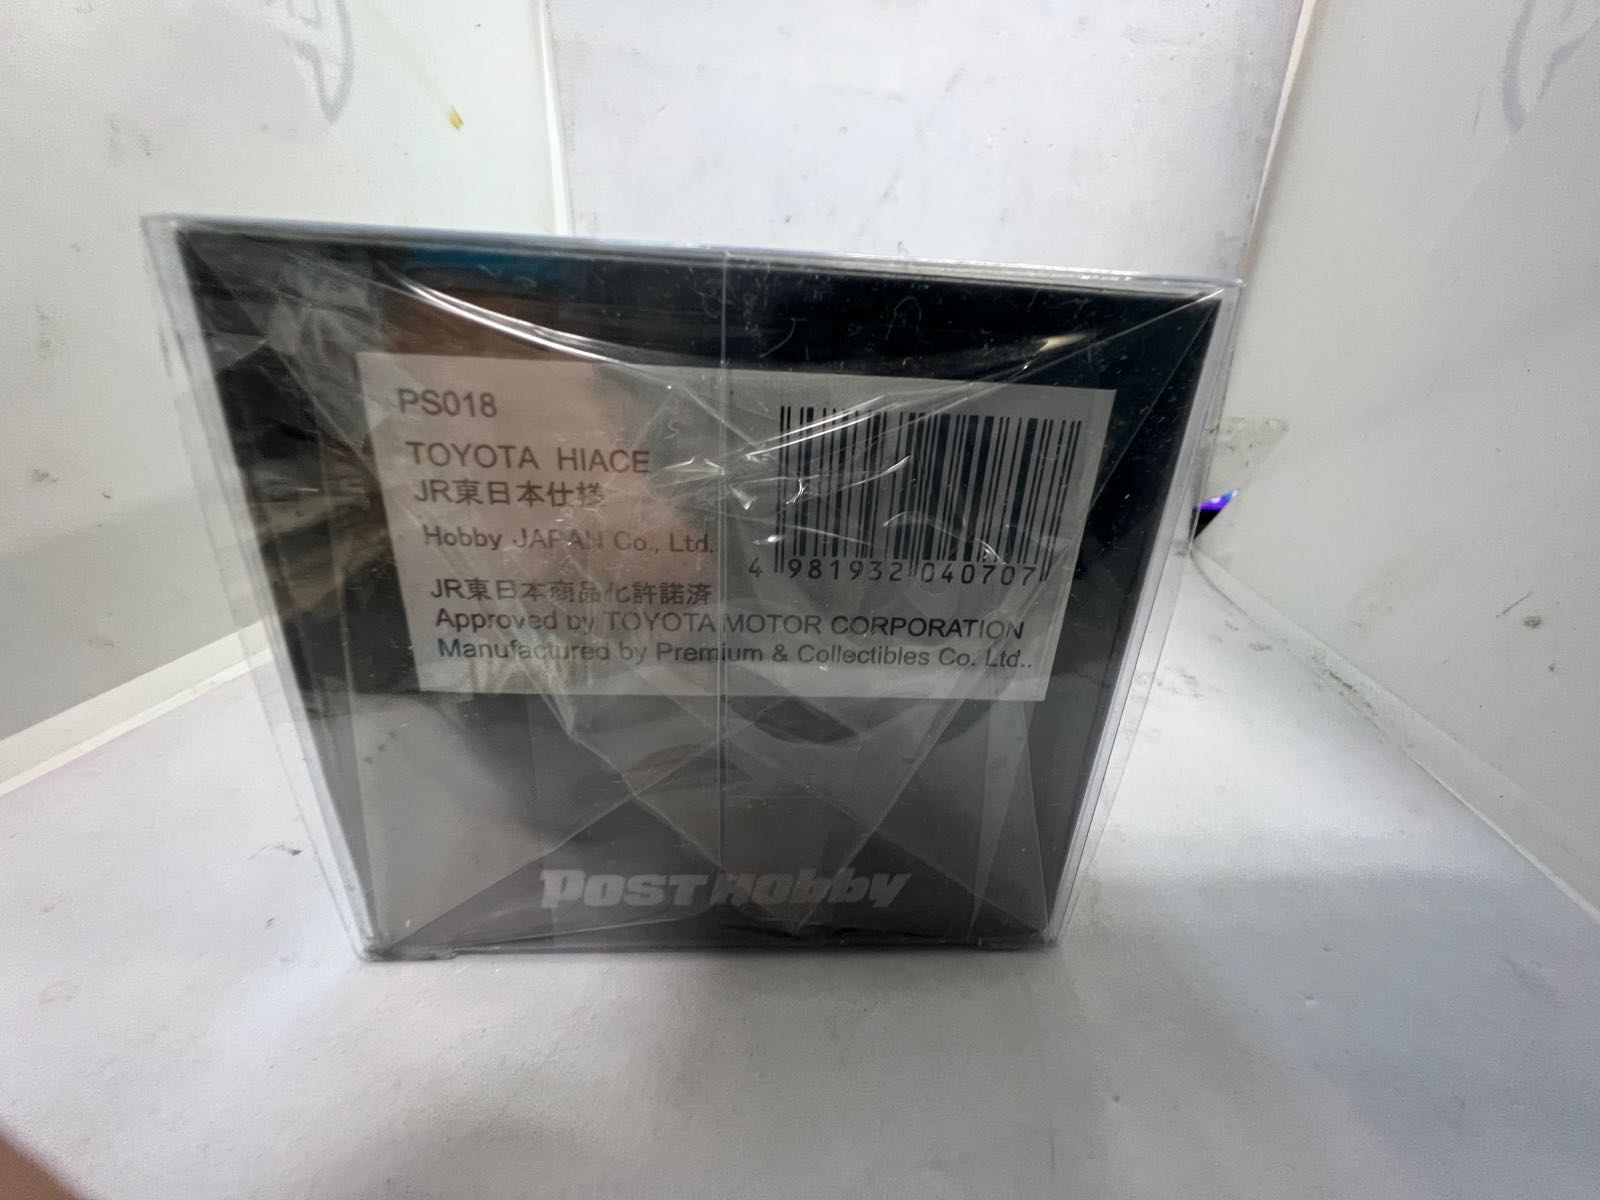 PS018
TOYOTA HIACE
JR東日本仕様
Hobby JAPAN Co., Ltd.
4 981932 040707
JR東日本商品化許諾済
Approved by TOYOTA MOTOR CORPORATION
Manufactured by Premium & Collectibles Co. Ltd..
POST HOBBY